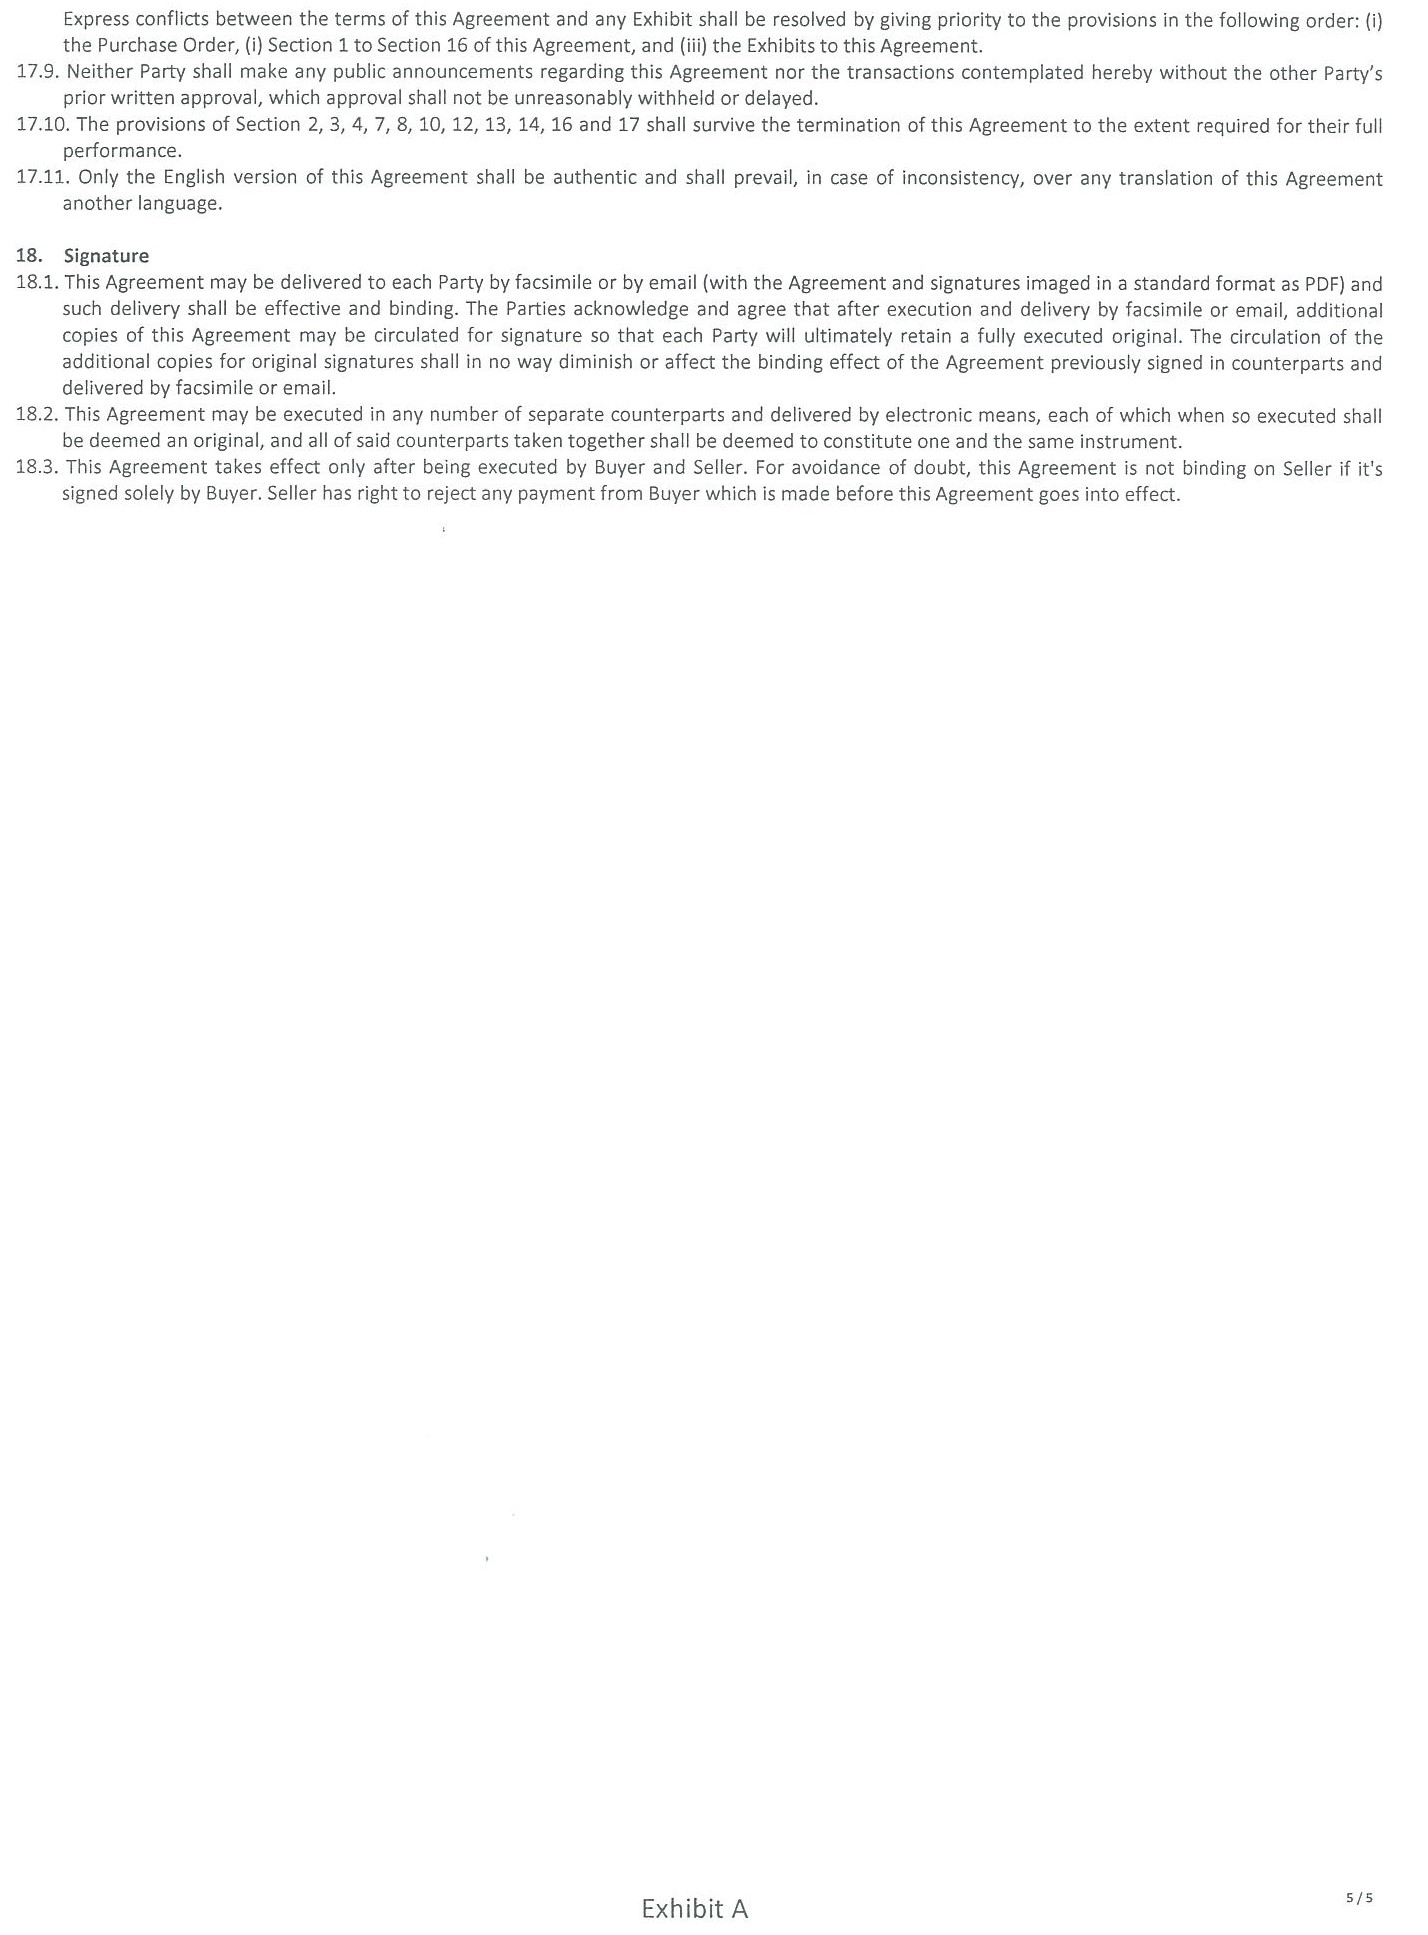 Express conflicts between the terms of this Agreement and any Exhibit shall be resolved by giving priority to the provisions in the following order: (i)
the Purchase Order, (i) Section 1 to Section 16 of this Agreement, and (iii) the Exhibits to this Agreement.
17.9. Neither Party shall make any public announcements regarding this Agreement nor the transactions contemplated hereby without the other Party's
prior written approval, which approval shall not be unreasonably withheld or delayed.
17.10. The provisions of Section 2, 3, 4, 7, 8, 10, 12, 13, 14, 16 and 17 shall survive the termination of this Agreement to the extent required for their full
performance.
17.11. Only the English version of this Agreement shall be authentic and shall prevail, in case of inconsistency, over any translation of this Agreement
another language.
18. Signature
18.1. This Agreement may be delivered to each Party by facsimile or by email (with the Agreement and signatures imaged in a standard format as PDF) and
such delivery shall be effective and binding. The Parties acknowledge and agree that after execution and delivery by facsimile or email, additional
copies of this Agreement may be circulated for signature so that each Party will ultimately retain a fully executed original. The circulation of the
additional copies for original signatures shall in no way diminish or affect the binding effect of the Agreement previously signed in counterparts and
delivered by facsimile or email.
18.2. This Agreement may be executed in any number of separate counterparts and delivered by electronic means, each of which when so executed shall
be deemed an original, and all of said counterparts taken together shall be deemed to constitute one and the same instrument.
18.3. This Agreement takes effect only after being executed by Buyer and Seller. For avoidance of doubt, this Agreement is not binding on Seller if it's
signed solely by Buyer. Seller has right to reject any payment from Buyer which is made before this Agreement goes into effect.
5 / 5
Exhibit A